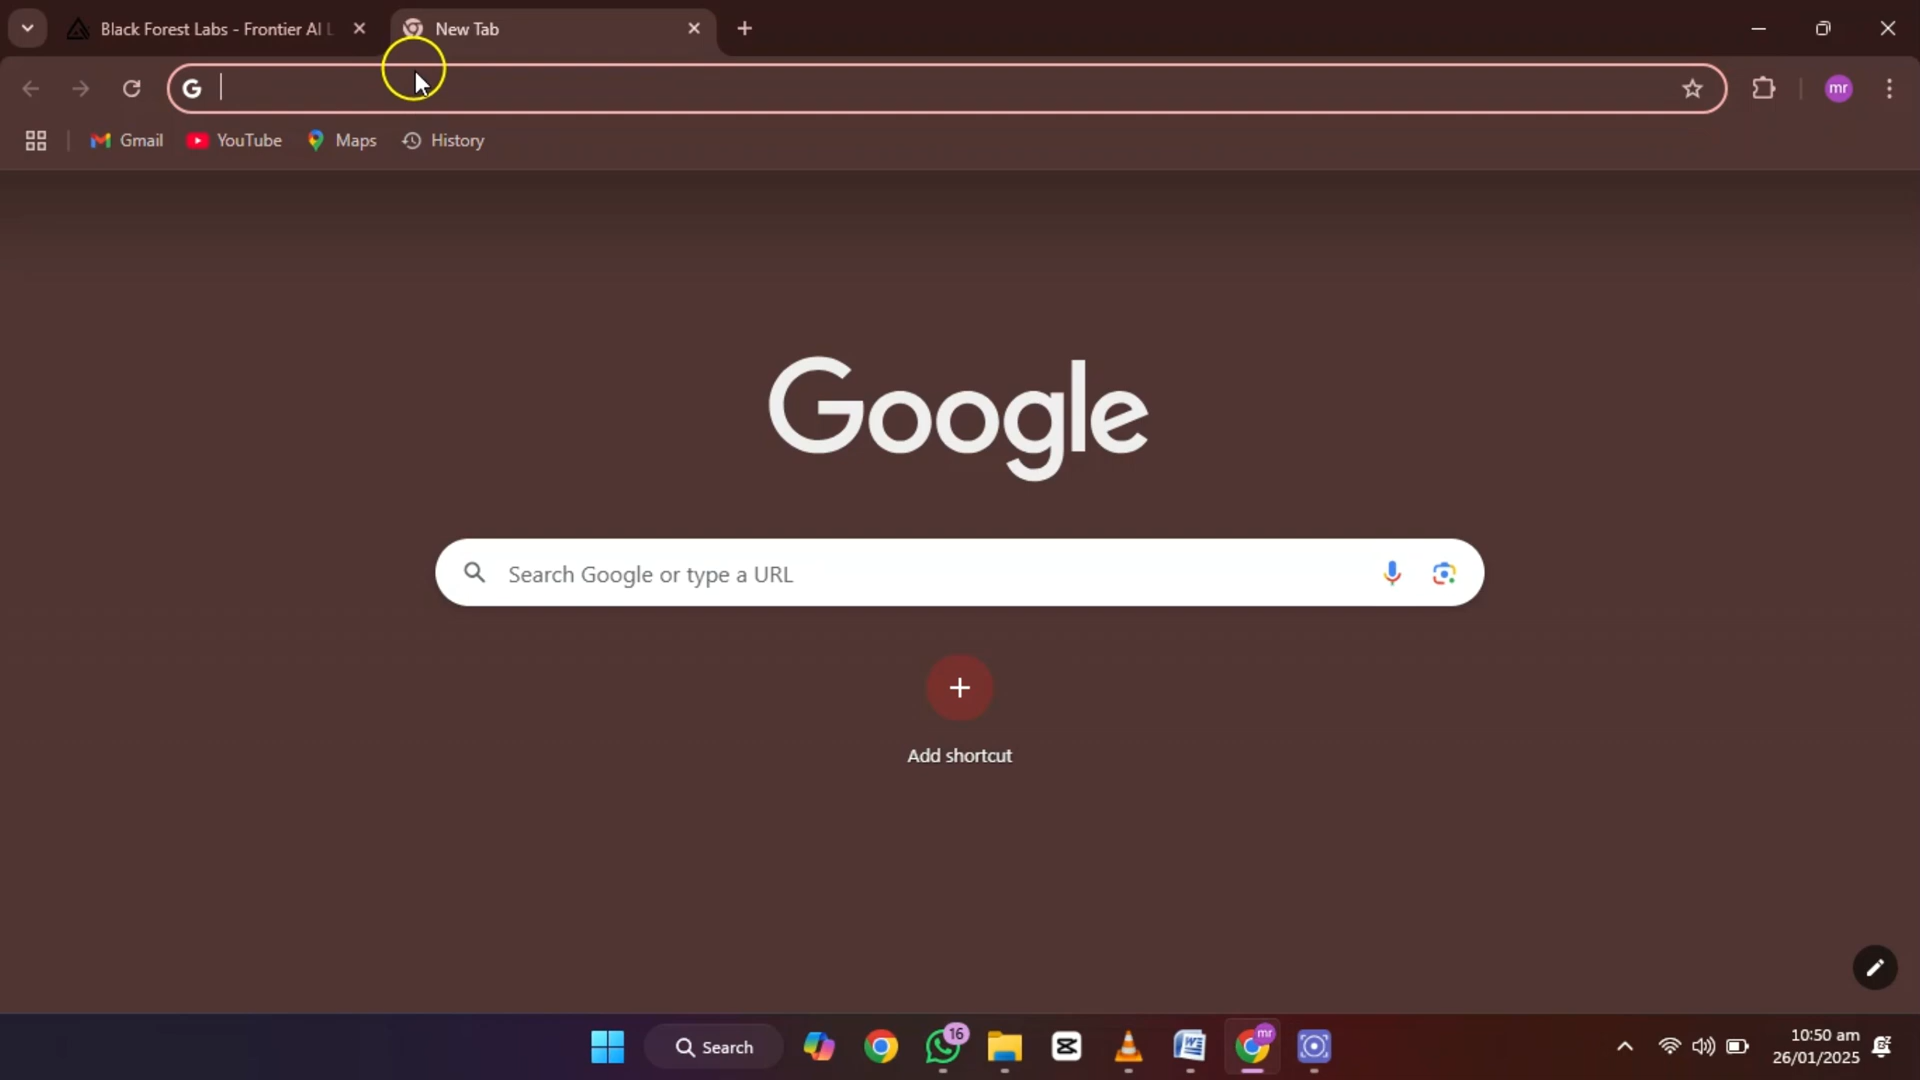 Black Forest Labs - Frontier AI L
New Tab
G
mr
Gmail
YouTube
Maps
History
Google
Search Google or type a URL
Add shortcut
Search
16
mr
10:50 am
26/01/2025